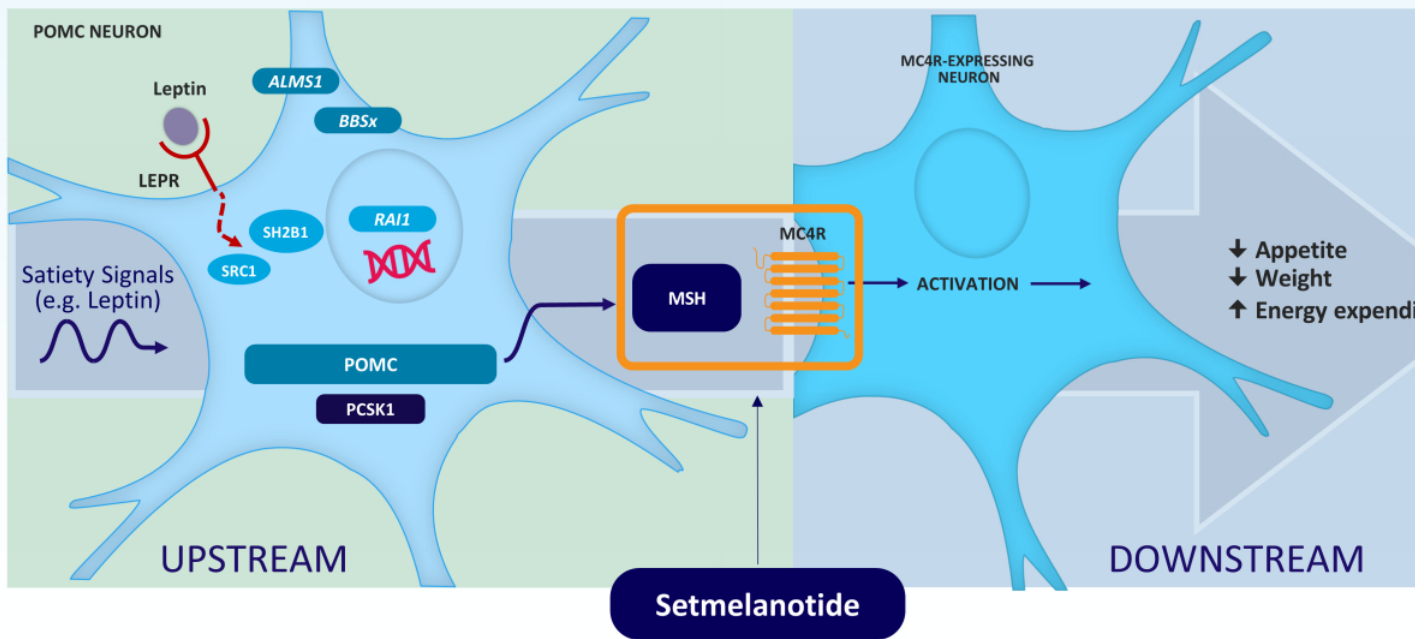 POMC NEURON
Leptin
ALMS1
BBSx
LEPR
SH2B1
RAI1
SRC1
Satiety Signals
(e.g. Leptin)
POMC
PCSK1
UPSTREAM
MSH
MC4R
MC4R-EXPRESSING
NEURON
ACTIVATION
Appetite
Weight
Energy expendi
DOWNSTREAM
Setmelanotide